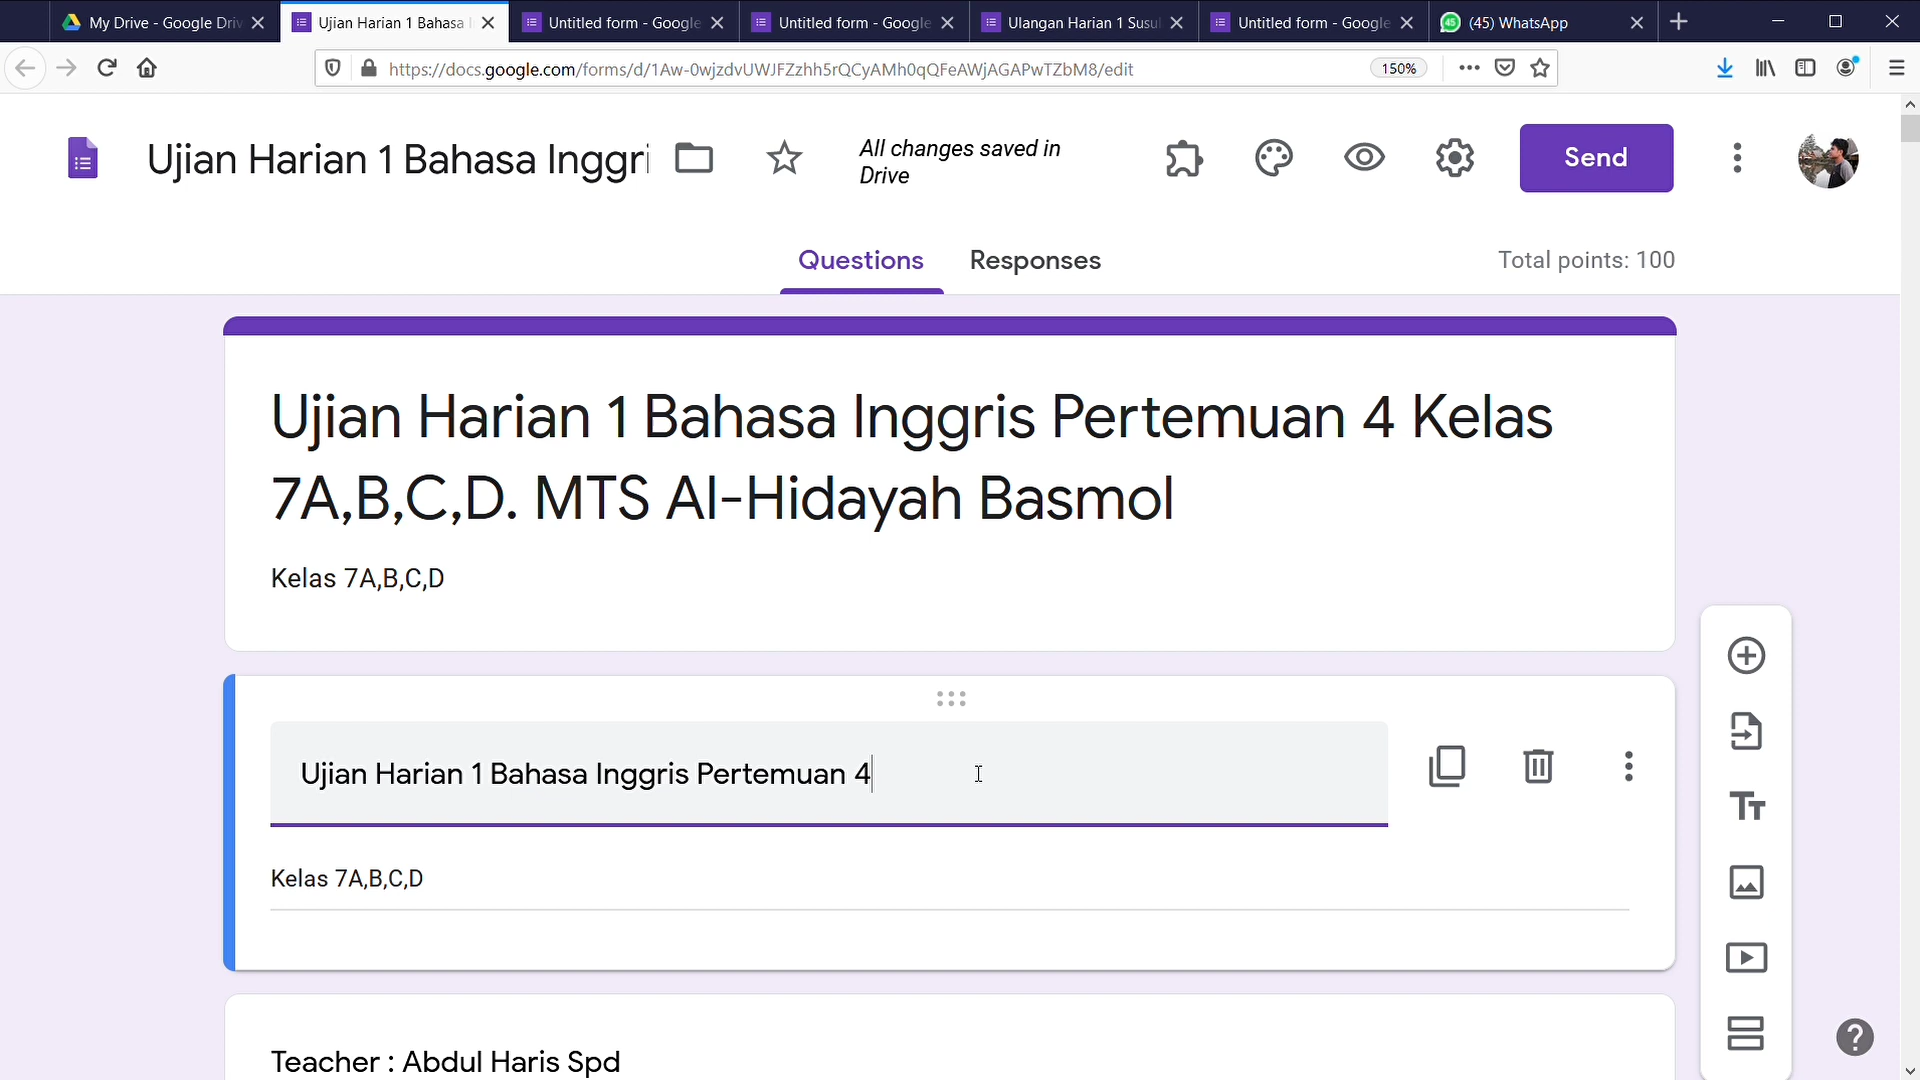 My Drive - Google Driv
Ujian Harian 1 Bahasa I
Untitled form - Google
Untitled form - Google
Ulangan Harian 1 Susul
Untitled form - Google
45
(45) WhatsApp
https://docs.google.com/forms/d/1Aw-0wjzdvUWJFZzhh5rQCyAMh0qQFeAWjAGAPwTZbM8/edit
150%
Ujian Harian 1 Bahasa Inggri
All changes saved in
Drive
Send
Questions
Responses
Total points: 100
Ujian Harian 1 Bahasa Inggris Pertemuan 4 Kelas
7A,B,C,D. MTS Al-Hidayah Basmol
Kelas 7A,B,C,D
Ujian Harian 1 Bahasa Inggris Pertemuan 4
Kelas 7A,B,C,D
Teacher : Abdul Haris Spd